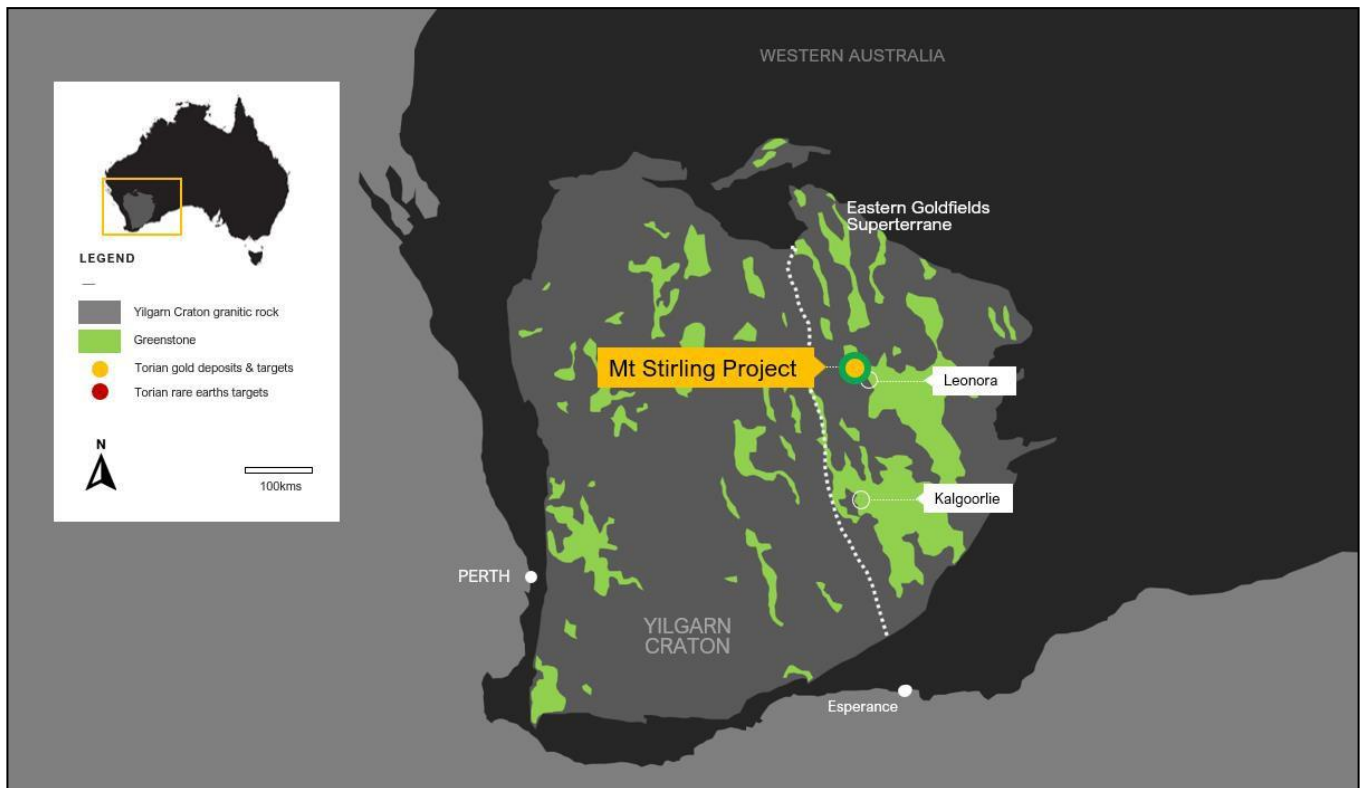 WESTERN AUSTRALIA
LEGEND
Yilgarn Craton granitic rock
Greenstone
Torian gold deposits & targets
Torian rare earths targets
N
100kms
Eastern Goldfields
Superterrane
Mt Stirling Project
Leonora
Kalgoorlie
PERTH
YILGARN
CRATON
Esperance